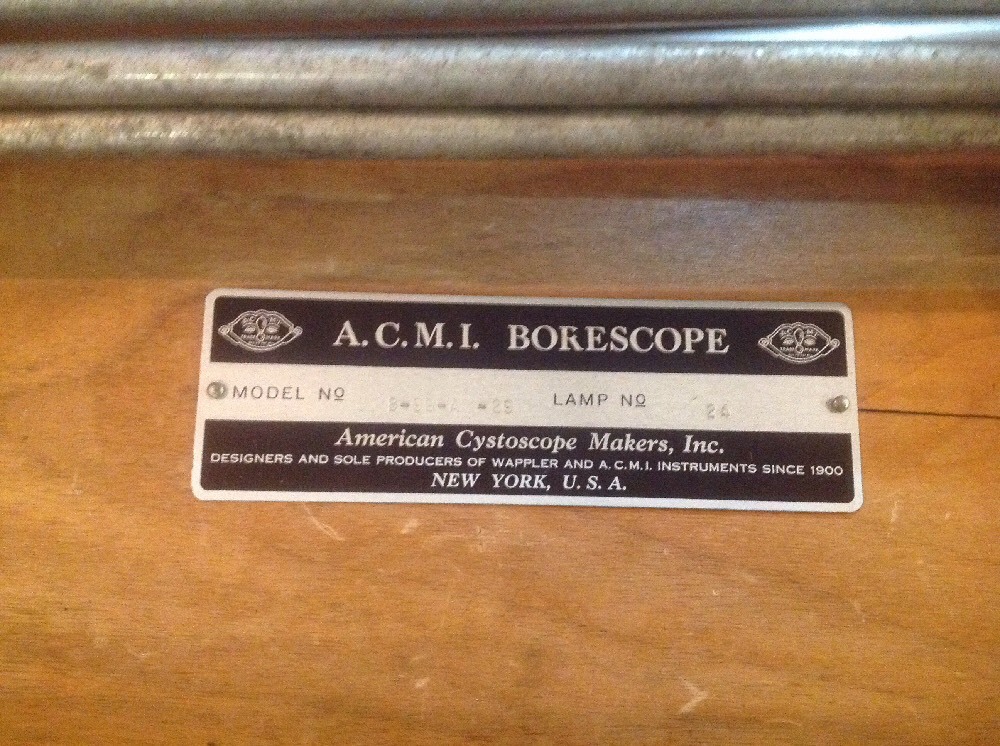 A.C.M.I. BORESCOPE
MODEL Nº LAMP Nº 24
American Cystoscope Makers, Inc.
DESIGNERS AND SOLE PRODUCERS OF WAPPLER AND A.C.M.I. INSTRUMENTS SINCE 1900
NEW YORK, U.S.A.